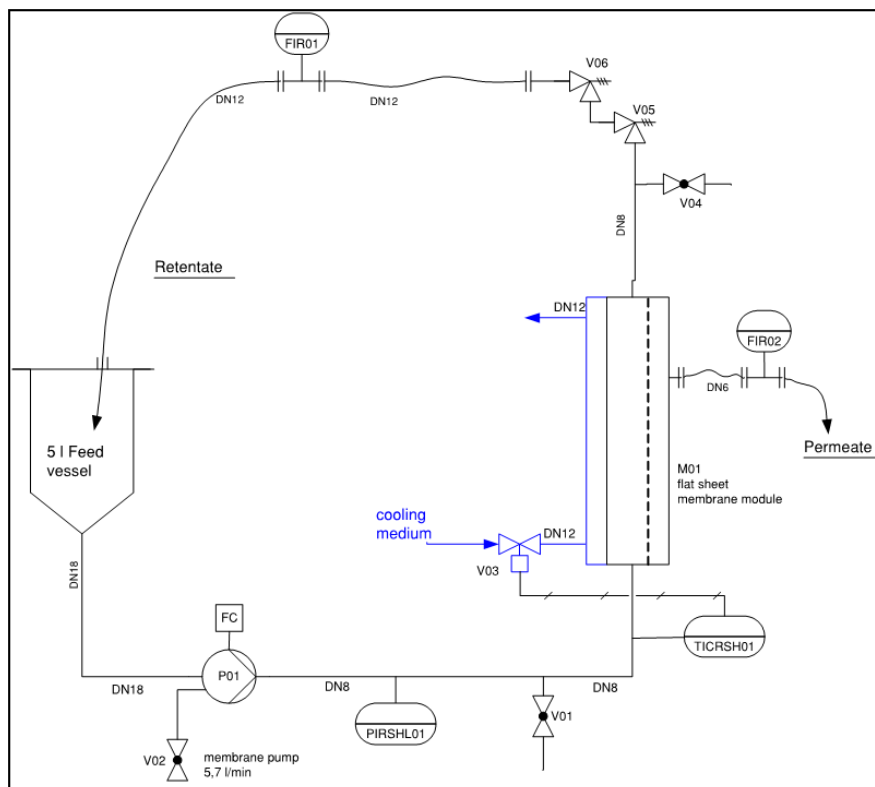 FIR01
V06
DN12
DN12
V05
V04
DN8
Retentate
DN12
FIR02
DN6
5 l Feed
vessel
Permeate
M01
flat sheet
membrane module
cooling
medium
DN12
V03
DN18
FC
TICRSH01
P01
DN18
DN8
DN8
V01
PIRSHL01
V02
membrane pump
5,7 l/min